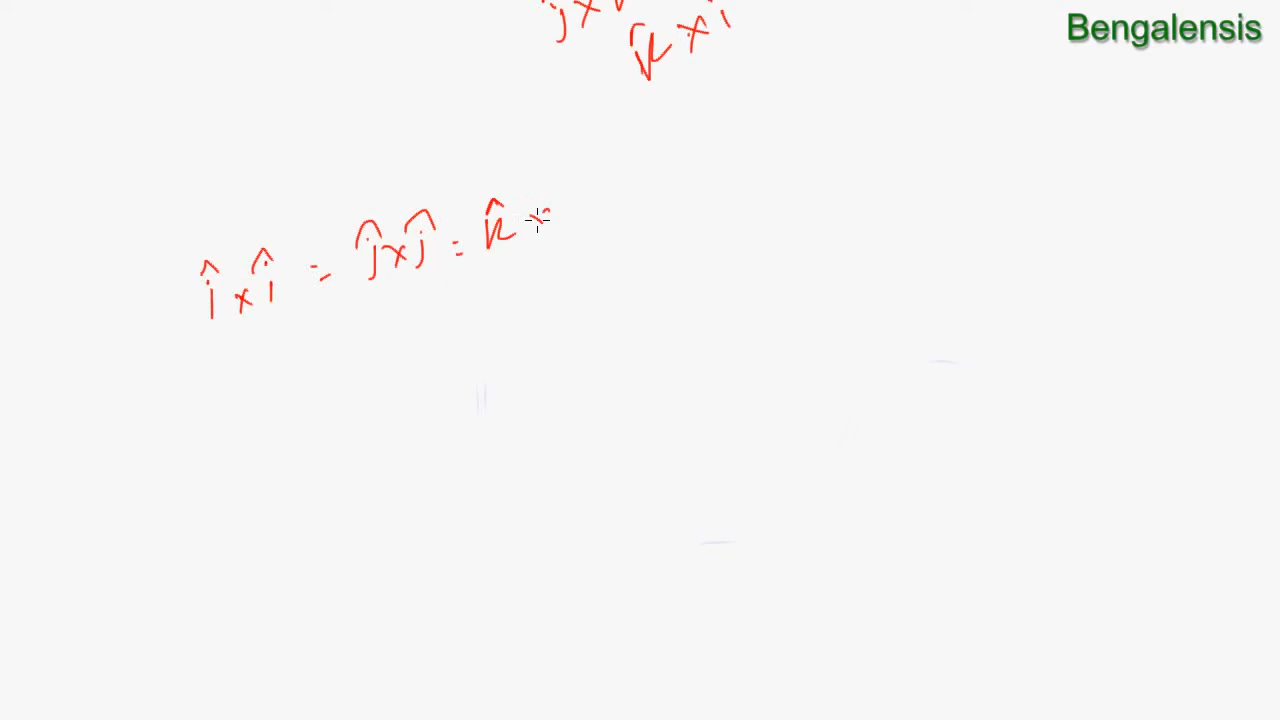 Bengalensis
j x
k x i
î x î = ĵ x ĵ = k̂ x